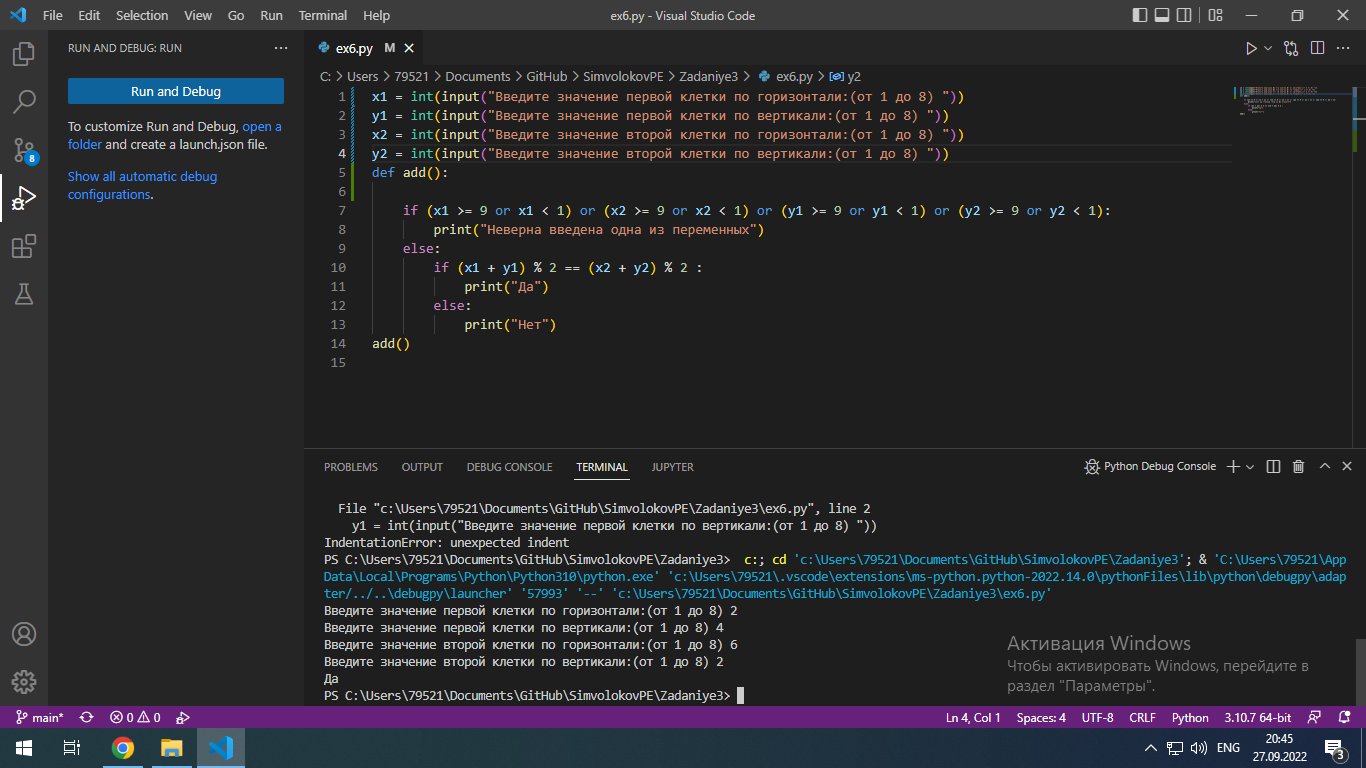 File Edit Selection View Go Run Terminal Help
ex6.py - Visual Studio Code
RUN AND DEBUG: RUN
Run and Debug
To customize Run and Debug, open a
folder and create a launch.json file.
Show all automatic debug
configurations.
8
ex6.py M
C: > Users > 79521 > Documents > GitHub > SimvolokovPE > Zadaniye3 > ex6.py > y2
1 x1 = int(input("Введите значение первой клетки по горизонтали:(от 1 до 8) "))
2 y1 = int(input("Введите значение первой клетки по вертикали:(от 1 до 8) "))
3 x2 = int(input("Введите значение второй клетки по горизонтали:(от 1 до 8) "))
4 y2 = int(input("Введите значение второй клетки по вертикали:(от 1 до 8) "))
5 def add():
6
7 if (x1 >= 9 or x1 < 1) or (x2 >= 9 or x2 < 1) or (y1 >= 9 or y1 < 1) or (y2 >= 9 or y2 < 1):
8 print("Неверна введена одна из переменных")
9 else:
10 if (x1 + y1) % 2 == (x2 + y2) % 2 :
11 print("Да")
12 else:
13 print("Нет")
14 add()
15
PROBLEMS OUTPUT DEBUG CONSOLE TERMINAL JUPYTER
Python Debug Console
File "c:\Users\79521\Documents\GitHub\SimvolokovPE\Zadaniye3\ex6.py", line 2
y1 = int(input("Введите значение первой клетки по вертикали:(от 1 до 8) "))
IndentationError: unexpected indent
PS C:\Users\79521\Documents\GitHub\SimvolokovPE\Zadaniye3> c:; cd 'c:\Users\79521\Documents\GitHub\SimvolokovPE\Zadaniye3'; & 'C:\Users\79521\App
Data\Local\Programs\Python\Python310\python.exe' 'c:\Users\79521\.vscode\extensions\ms-python.python-2022.14.0\pythonFiles\lib\python\debugpy\adap
ter/../..\debugpy\launcher' '57993' '--' 'c:\Users\79521\Documents\GitHub\SimvolokovPE\Zadaniye3\ex6.py'
Введите значение первой клетки по горизонтали:(от 1 до 8) 2
Введите значение первой клетки по вертикали:(от 1 до 8) 4
Введите значение второй клетки по горизонтали:(от 1 до 8) 6
Введите значение второй клетки по вертикали:(от 1 до 8) 2
Да
PS C:\Users\79521\Documents\GitHub\SimvolokovPE\Zadaniye3>
Активация Windows
Чтобы активировать Windows, перейдите в
раздел "Параметры".
main* 0 0
Ln 4, Col 1 Spaces: 4 UTF-8 CRLF Python 3.10.7 64-bit
ENG
20:45
27.09.2022
3